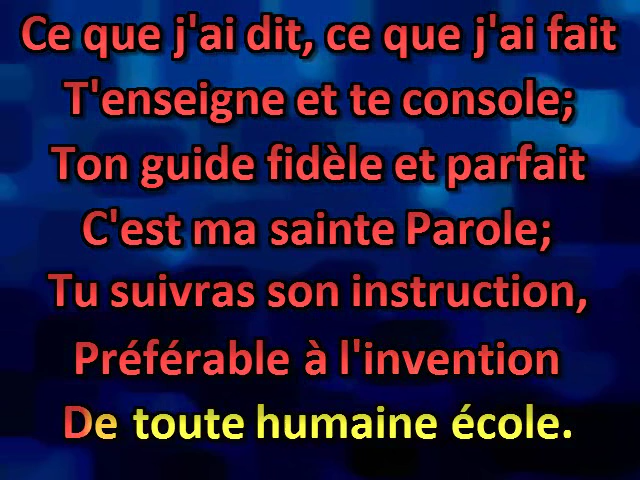 Ce que j'ai dit, ce que j'ai fait
T'enseigne et te console;
Ton guide fidèle et parfait
C'est ma sainte Parole;
Tu suivras son instruction,
Préférable à l'invention
De toute humaine école.